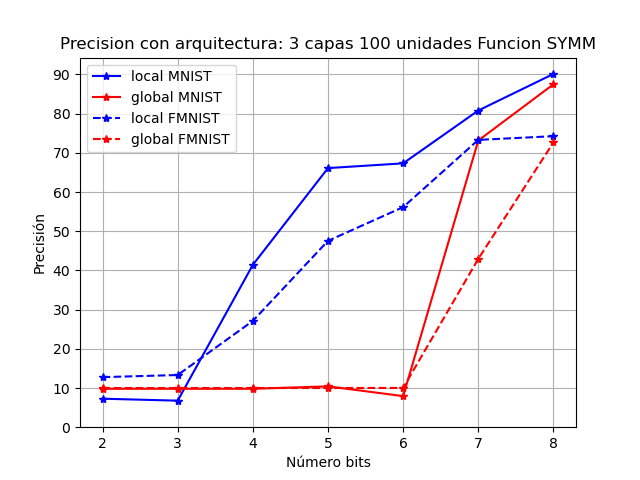 Precision con arquitectura: 3 capas 100 unidades Funcion SYMM
local MNIST
global MNIST
local FMNIST
global FMNIST
Precisión
90
80
70
60
50
40
30
20
10
0
2 3 4 5 6 7 8
Número bits